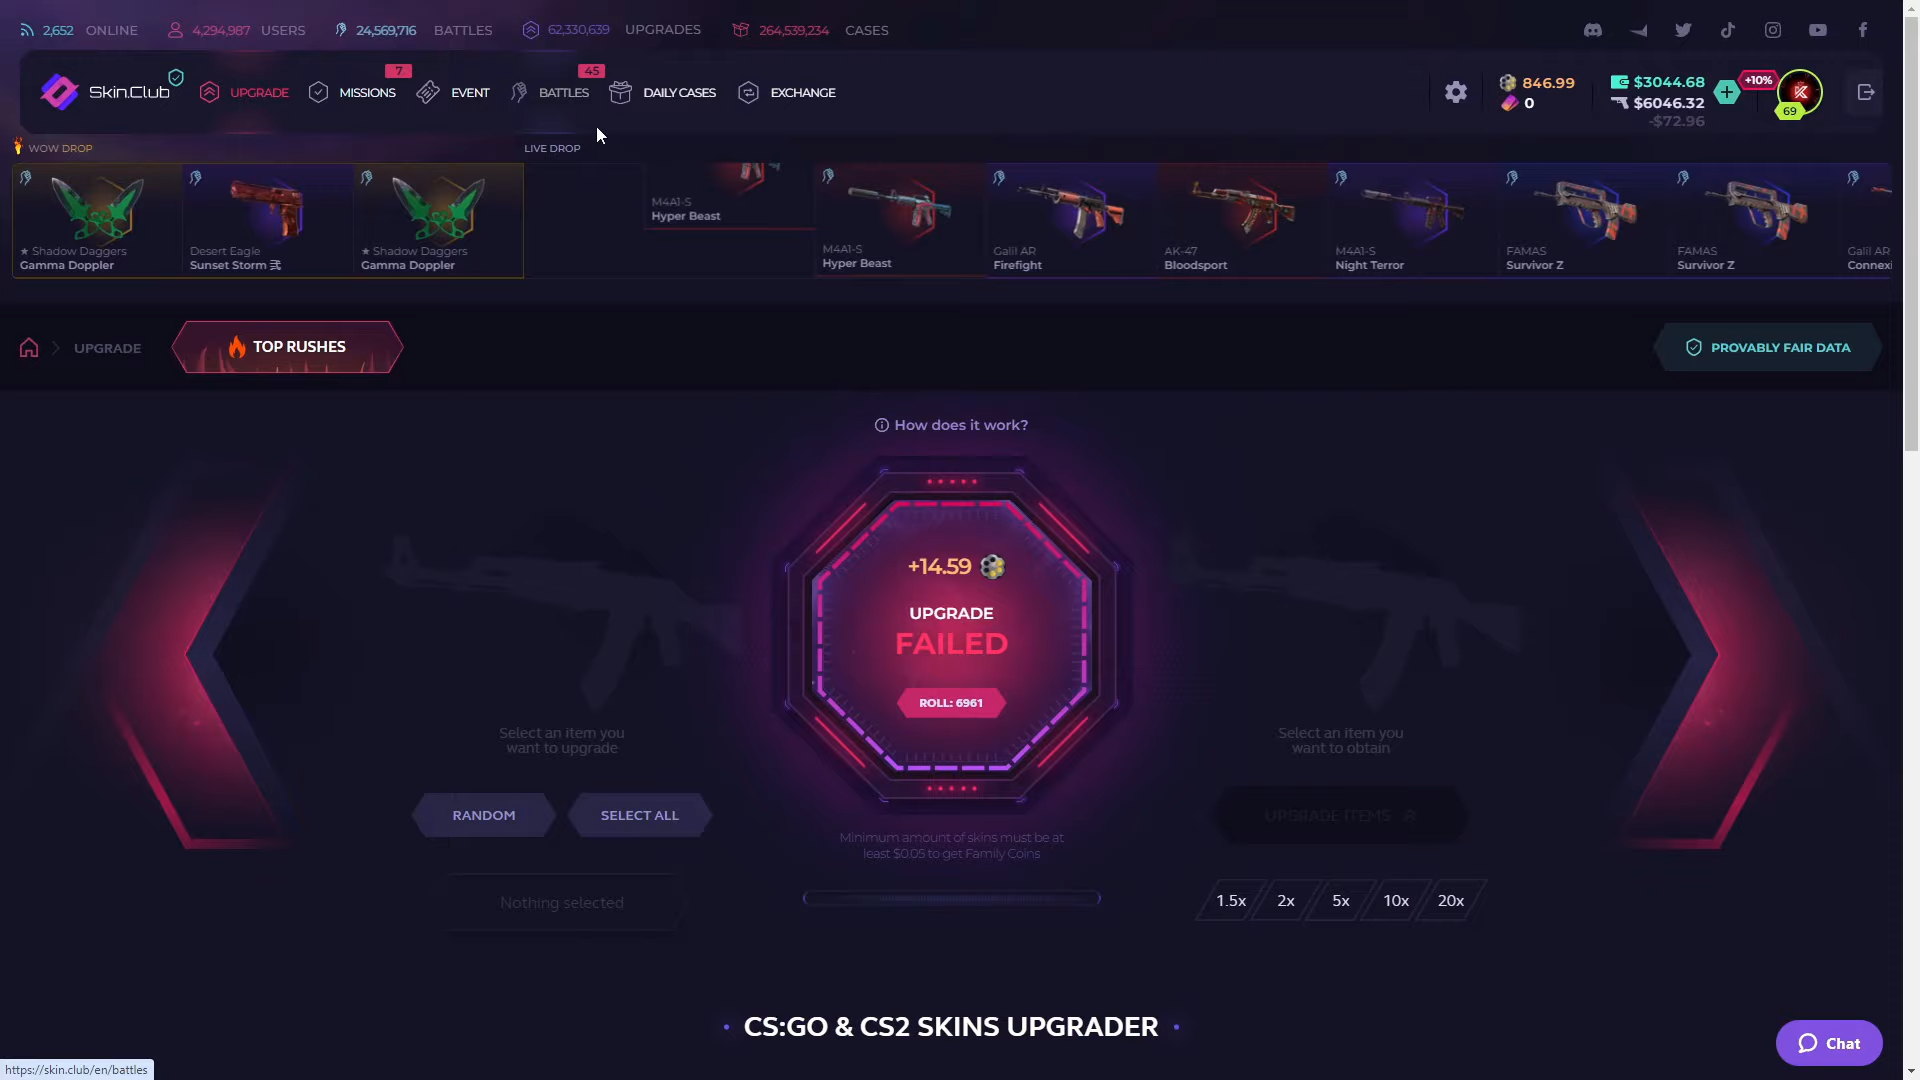 2,652 ONLINE 4,294,987 USERS 24,569,716 BATTLES 62,330,639 UPGRADES 264,539,234 CASES
Skin.Club UPGRADE 7 MISSIONS EVENT 45 BATTLES DAILY CASES EXCHANGE
846.99
0
$3044.68
$6046.32
-$72.96
+10%
69
WOW DROP
LIVE DROP
★ Shadow Daggers
Gamma Doppler
Desert Eagle
Sunset Storm 弐
★ Shadow Daggers
Gamma Doppler
M4A1-S
Hyper Beast
M4A1-S
Hyper Beast
Galil AR
Firefight
AK-47
Bloodsport
M4A1-S
Night Terror
FAMAS
Survivor Z
FAMAS
Survivor Z
Galil AR
Connexi
UPGRADE
TOP RUSHES
PROVABLY FAIR DATA
How does it work?
+14.59
UPGRADE
FAILED
ROLL: 6961
Select an item you
want to upgrade
Select an item you
want to obtain
RANDOM SELECT ALL
UPGRADE ITEMS
Minimum amount of skins must be at
least $0.05 to get Family Coins
Nothing selected
1.5x 2x 5x 10x 20x
• CS:GO & CS2 SKINS UPGRADER •
Chat
https://skin.club/en/battles